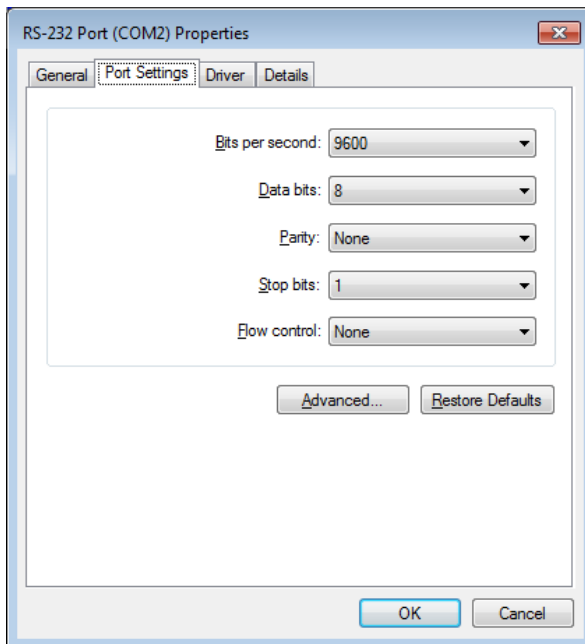 RS-232 Port (COM2) Properties
General Port Settings Driver Details
Bits per second: 9600
Data bits: 8
Parity: None
Stop bits: 1
Flow control: None
Advanced... Restore Defaults
OK Cancel